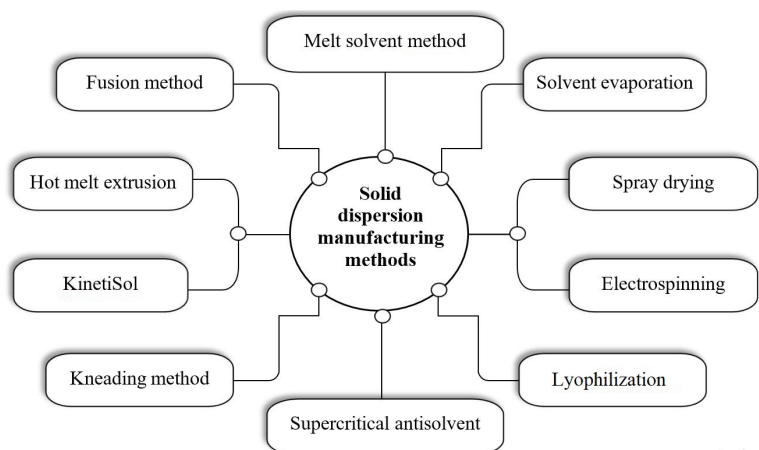 Melt solvent method
Fusion method
Solvent evaporation
Hot melt extrusion
Solid
dispersion
manufacturing
methods
Spray drying
KinetiSol
Electrospinning
Kneading method
Lyophilization
Supercritical antisolvent